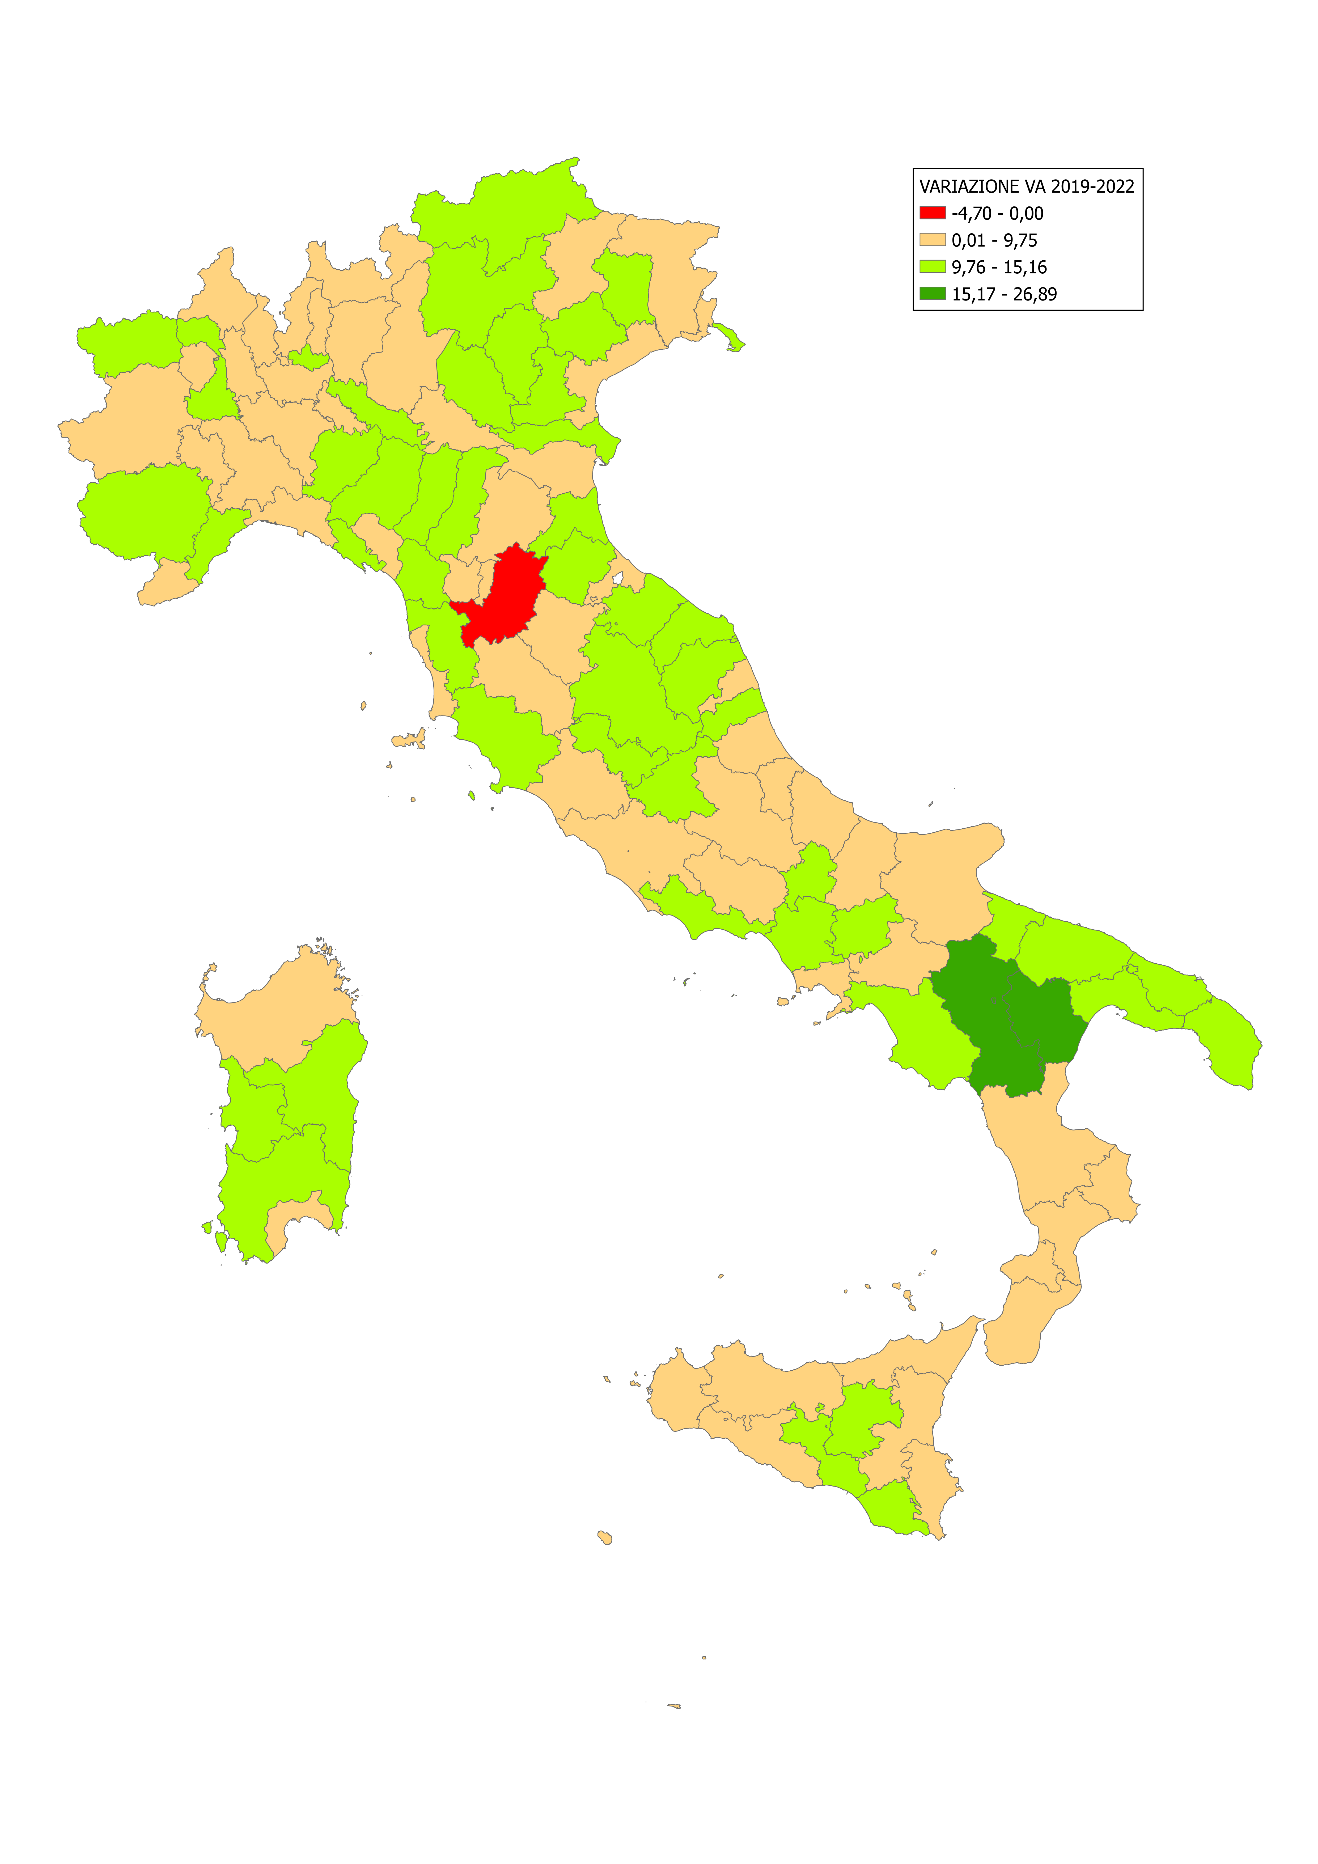 VARIAZIONE VA 2019-2022
-4,70 - 0,00
0,01 - 9,75
9,76 - 15,16
15,17 - 26,89